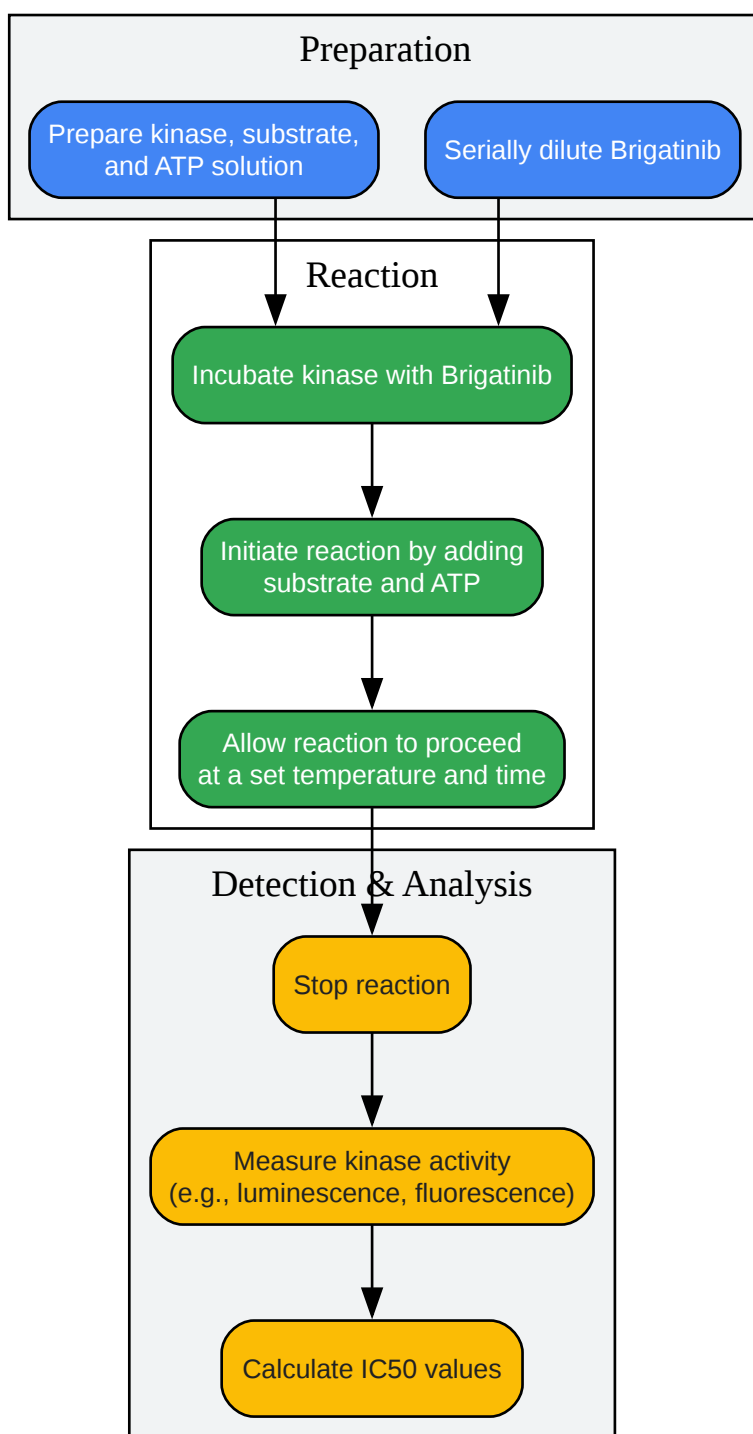 Preparation
Prepare kinase, substrate,
and ATP solution
Serially dilute Brigatinib
Reaction
Incubate kinase with Brigatinib
Initiate reaction by adding
substrate and ATP
Allow reaction to proceed
at a set temperature and time
Detection & Analysis
Stop reaction
Measure kinase activity
(e.g., luminescence, fluorescence)
Calculate IC50 values